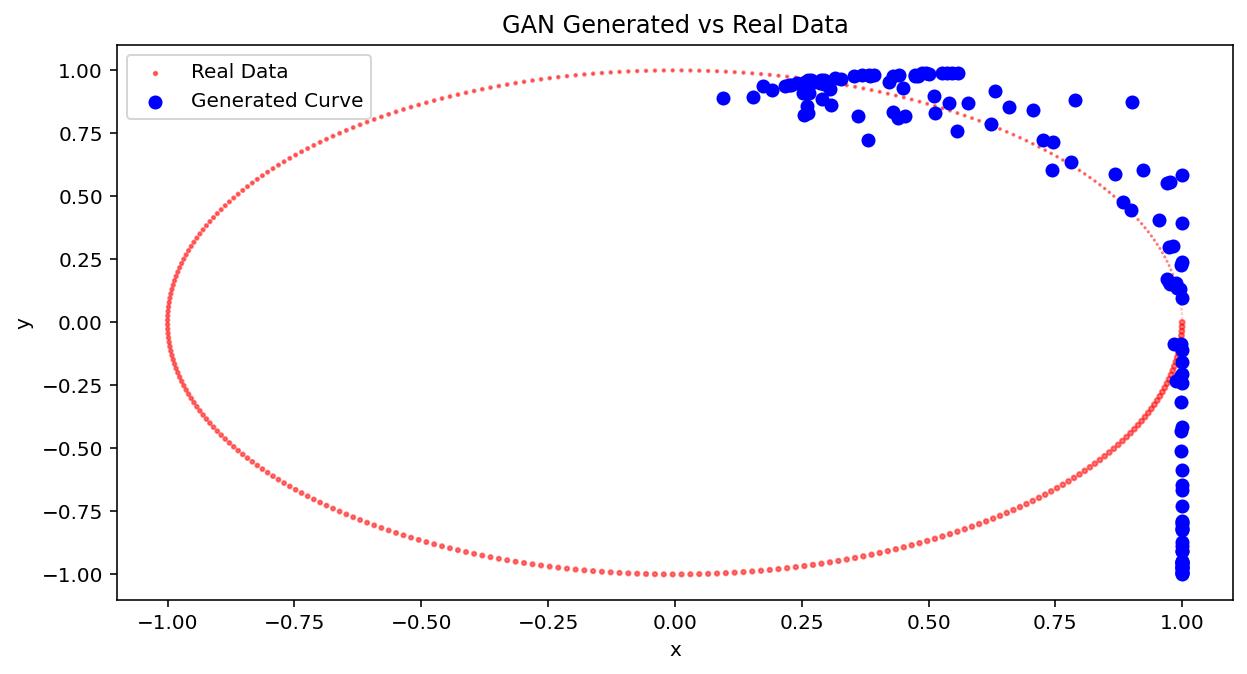 GAN Generated vs Real Data
Real Data
Generated Curve
y
1.00
0.75
0.50
0.25
0.00
−0.25
−0.50
−0.75
−1.00
−1.00 −0.75 −0.50 −0.25 0.00 0.25 0.50 0.75 1.00
x